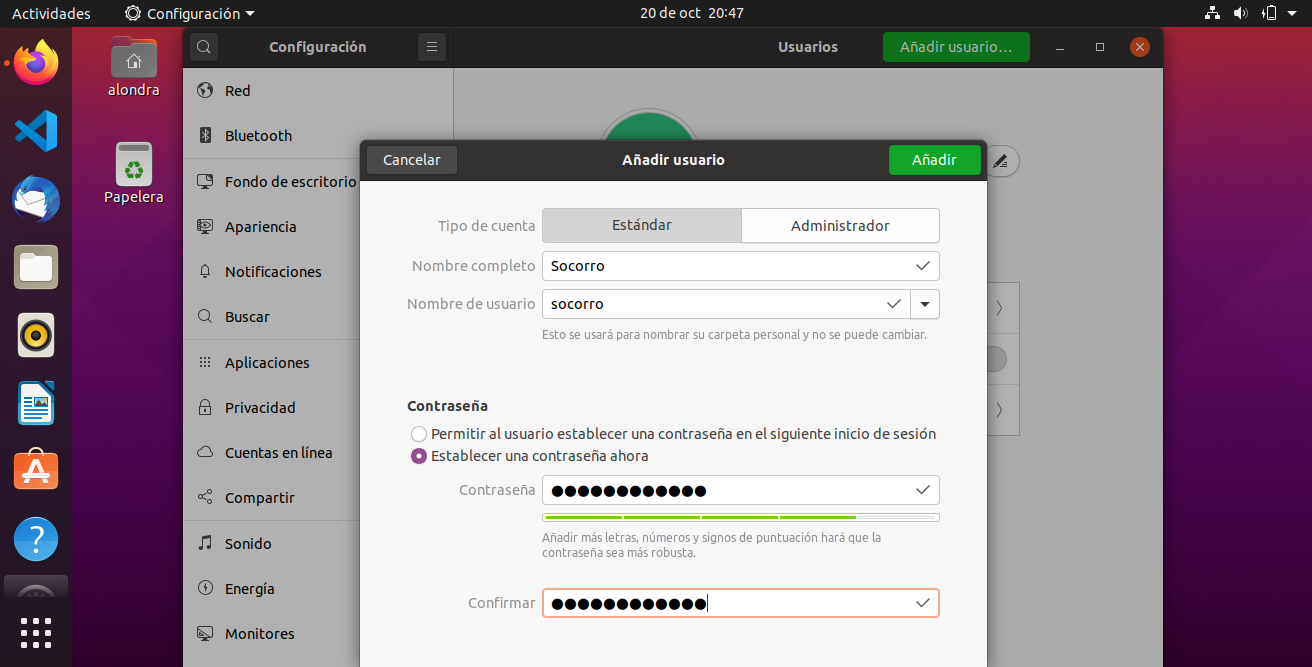 Actividades
Configuración
20 de oct 20:47
alondra
Papelera
Configuración
Usuarios
Añadir usuario…
Red
Bluetooth
Fondo de escritorio
Apariencia
Notificaciones
Buscar
Aplicaciones
Privacidad
Cuentas en línea
Compartir
Sonido
Energía
Monitores
Cancelar
Añadir usuario
Añadir
Tipo de cuenta
Estándar
Administrador
Nombre completo
Socorro
Nombre de usuario
socorro
Esto se usará para nombrar su carpeta personal y no se puede cambiar.
Contraseña
Permitir al usuario establecer una contraseña en el siguiente inicio de sesión
Establecer una contraseña ahora
Contraseña
●●●●●●●●●●●●
Añadir más letras, números y signos de puntuación hará que la
contraseña sea más robusta.
Confirmar
●●●●●●●●●●●●